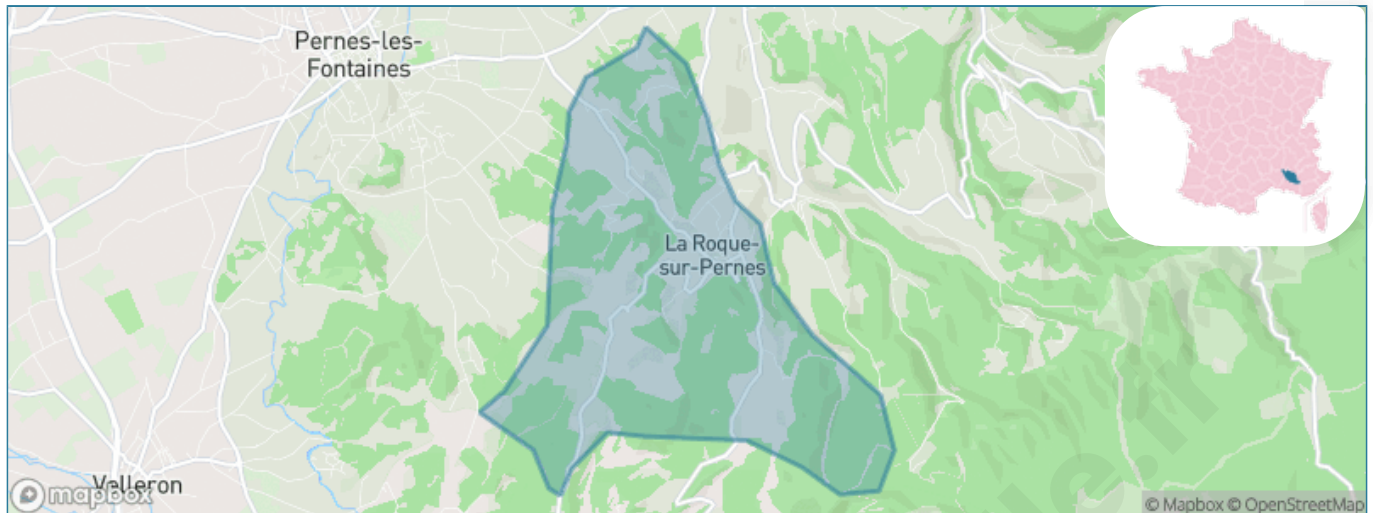 Pernes-les-
Fontaines
La Roque-
sur-Pernes
Velleron
mapbox
© Mapbox © OpenStreetMap